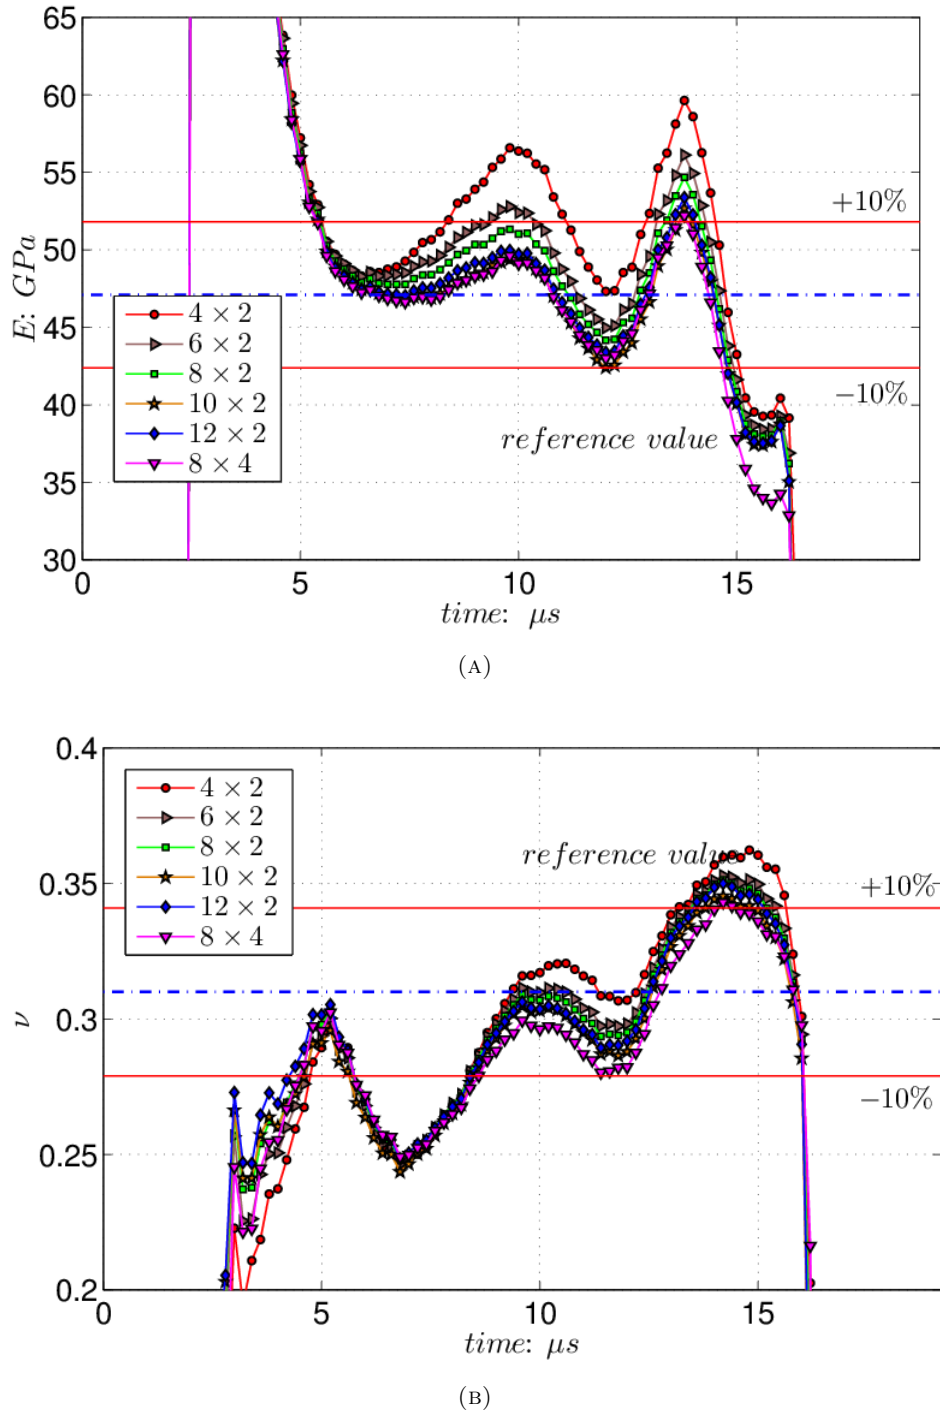 65
60
55
50
45
40
35
30
E: GPa
+10%
−10%
4 × 2
6 × 2
8 × 2
10 × 2
12 × 2
8 × 4
reference value
0 5 10 15
time: μs
(A)
0.4
0.35
0.3
0.25
0.2
ν
4 × 2
6 × 2
8 × 2
10 × 2
12 × 2
8 × 4
reference value
+10%
−10%
0 5 10 15
time: μs
(B)